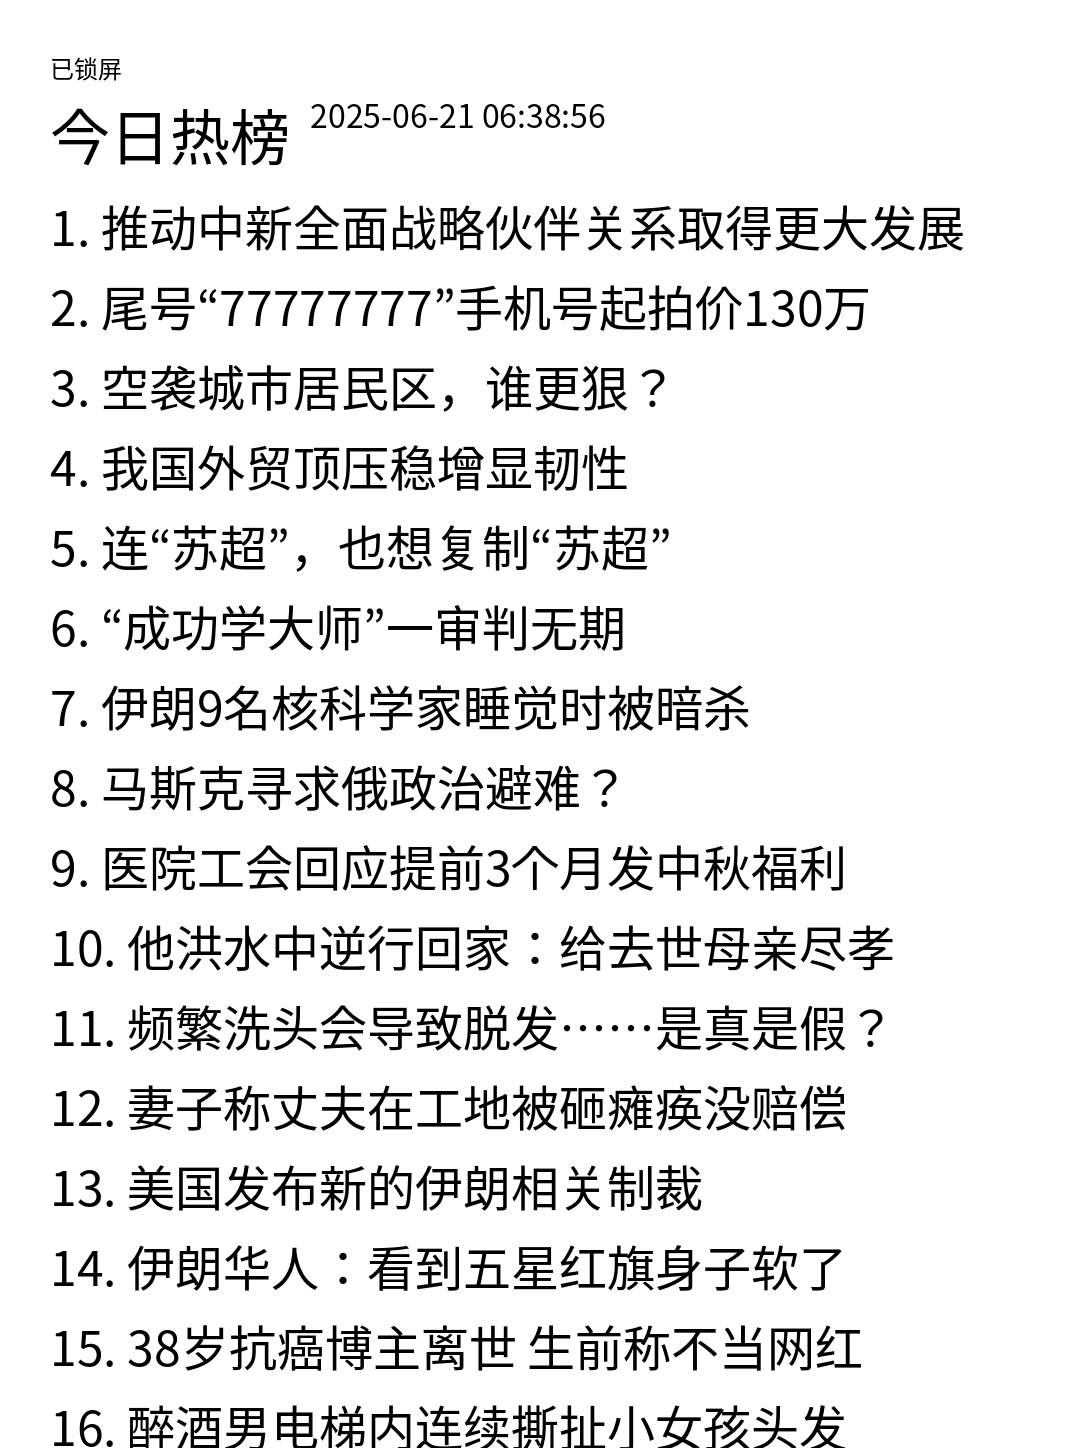 已锁屏
今日热榜 2025-06-21 06:38:56
1. 推动中新全面战略伙伴关系取得更大发展
2. 尾号“77777777”手机号起拍价130万
3. 空袭城市居民区，谁更狠？
4. 我国外贸顶压稳增显韧性
5. 连“苏超”，也想复制“苏超”
6. “成功学大师”一审判无期
7. 伊朗9名核科学家睡觉时被暗杀
8. 马斯克寻求俄政治避难？
9. 医院工会回应提前3个月发中秋福利
10. 他洪水中逆行回家：给去世母亲尽孝
11. 频繁洗头会导致脱发……是真是假？
12. 妻子称丈夫在工地被砸瘫痪没赔偿
13. 美国发布新的伊朗相关制裁
14. 伊朗华人：看到五星红旗身子软了
15. 38岁抗癌博主离世 生前称不当网红
16. 醉酒男电梯内连续撕扯小女孩头发